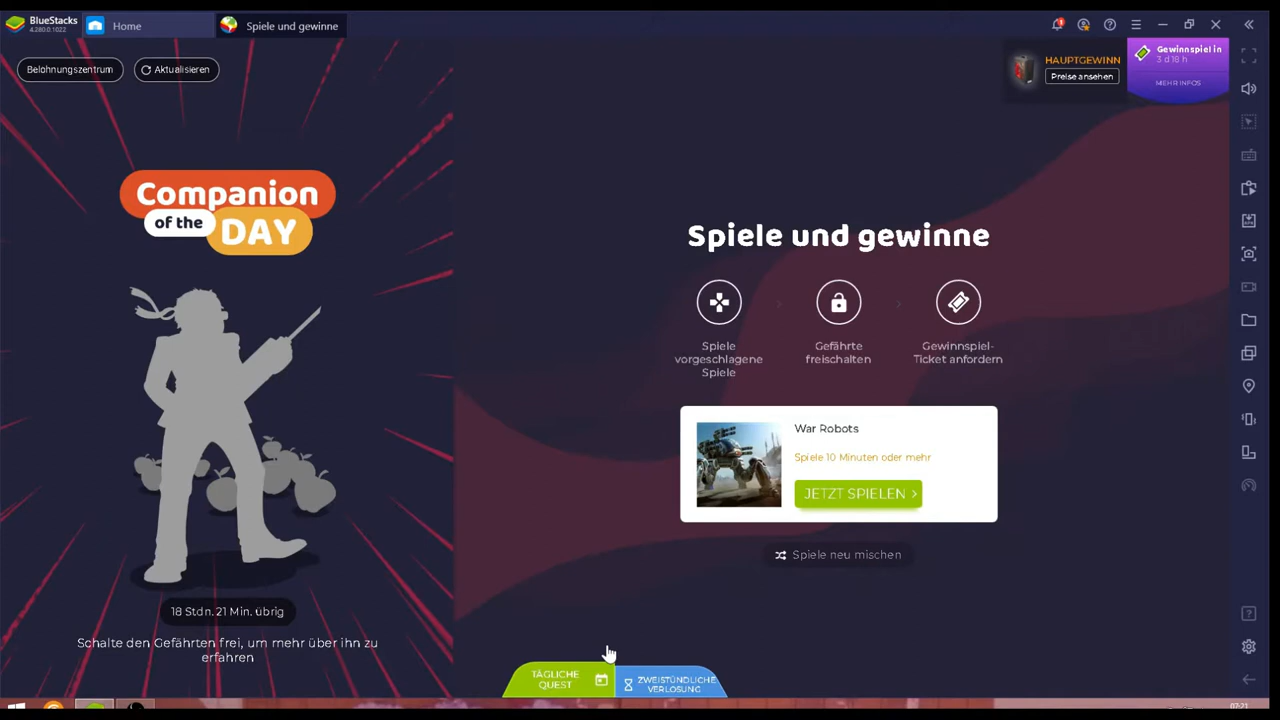 BlueStacks
4.280.0.1022
Home
Spiele und gewinne
Belohnungszentrum
Aktualisieren
HAUPTGEWINN
Preise ansehen
Gewinnspiel in
3 d 18 h
MEHR INFOS
Companion
of the
DAY
18 Stdn. 21 Min. übrig
Schalte den Gefährten frei, um mehr über ihn zu
erfahren
Spiele und gewinne
Spiele
vorgeschlagene
Spiele
Gefährte
freischalten
Gewinnspiel-
Ticket anfordern
War Robots
Spiele 10 Minuten oder mehr
JETZT SPIELEN
Spiele neu mischen
TÄGLICHE
QUEST
ZWEISTÜNDLICHE
VERLOSUNG
07:21